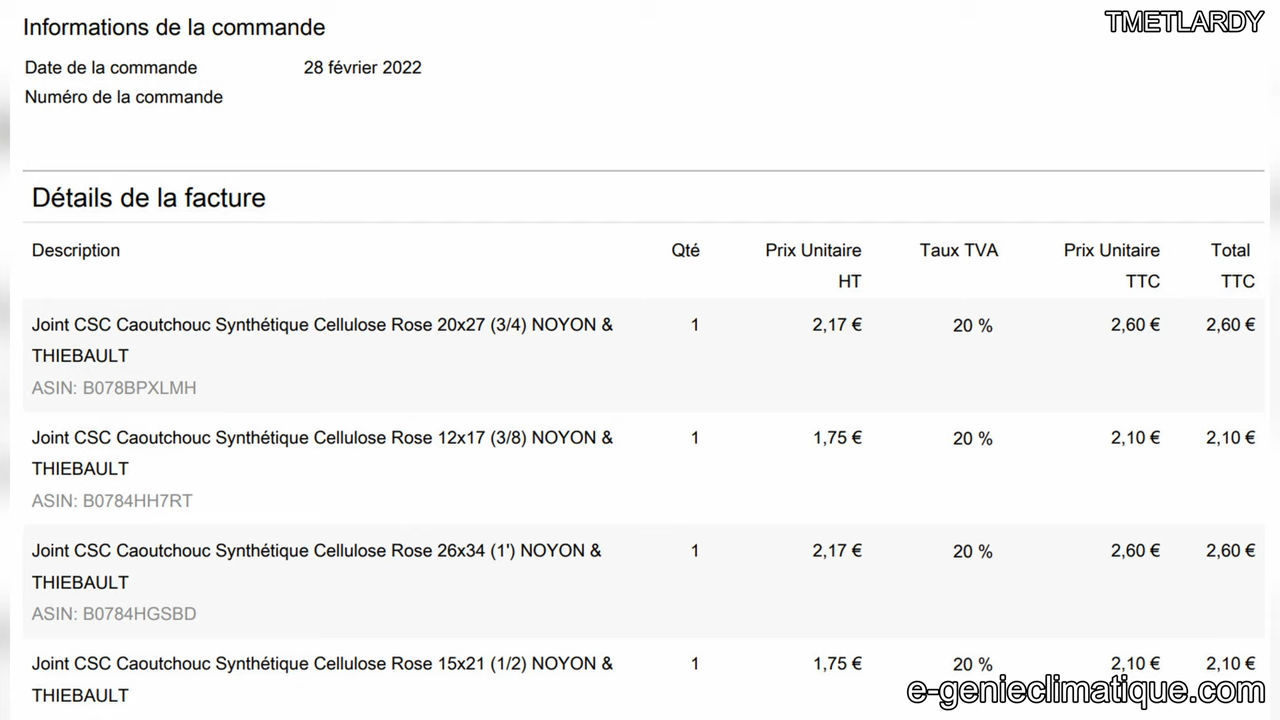 Informations de la commande
TMETLARDY
Date de la commande 28 février 2022
Numéro de la commande
Détails de la facture
Description Qté Prix Unitaire Taux TVA Prix Unitaire Total
HT TTC TTC
Joint CSC Caoutchouc Synthétique Cellulose Rose 20x27 (3/4) NOYON & 1 2,17 € 20 % 2,60 € 2,60 €
THIEBAULT
ASIN: B078BPXLMH
Joint CSC Caoutchouc Synthétique Cellulose Rose 12x17 (3/8) NOYON & 1 1,75 € 20 % 2,10 € 2,10 €
THIEBAULT
ASIN: B0784HH7RT
Joint CSC Caoutchouc Synthétique Cellulose Rose 26x34 (1') NOYON & 1 2,17 € 20 % 2,60 € 2,60 €
THIEBAULT
ASIN: B0784HGSBD
Joint CSC Caoutchouc Synthétique Cellulose Rose 15x21 (1/2) NOYON & 1 1,75 € 20 % 2,10 € 2,10 €
THIEBAULT
e-genieclimatique.com